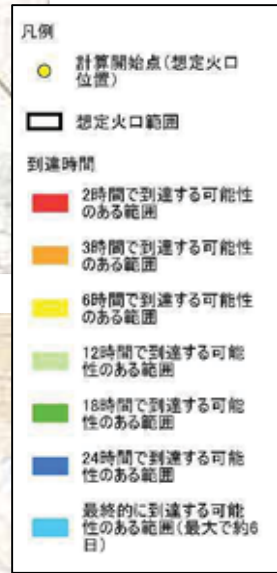 凡例
計算開始点(想定火口
位置)
想定火口範囲
到達時間
2時間で到達する可能性
のある範囲
3時間で到達する可能性
のある範囲
6時間で到達する可能性
のある範囲
12時間で到達する可能
性のある範囲
18時間で到達する可能
性のある範囲
24時間で到達する可能
性のある範囲
最終的に到達する可能
性のある範囲(最大で約6
日)